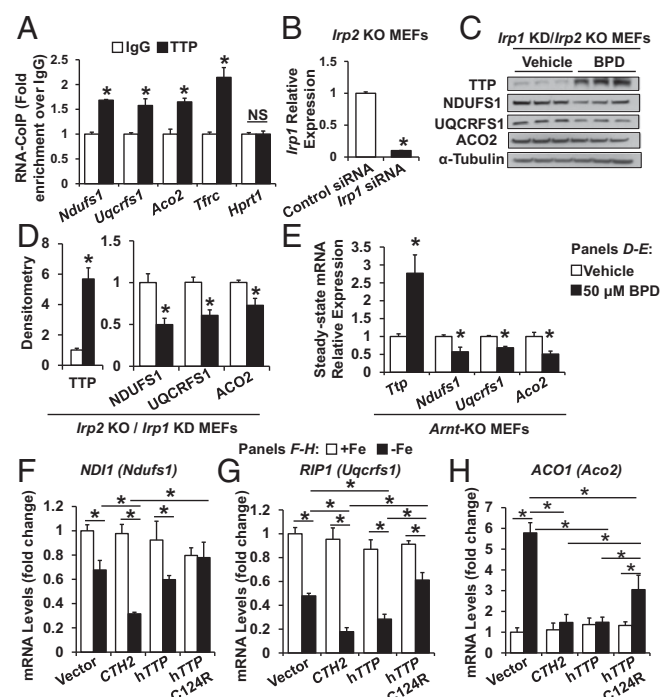 A
IgG TTP
RNA-CoIP (Fold
enrichment over IgG)
2.5
2
1.5
1
0.5
0
* * * * NS
Ndufs1 Uqcrfs1 Aco2 Tfrc Hprt1
B
Irp2 KO MEFs
Irp1 Relative
Expression
1.5
1
0.5
0
*
Control siRNA Irp1 siRNA
C
Irp1 KD/Irp2 KO MEFs
Vehicle BPD
TTP
NDUFS1
UQCRFS1
ACO2
α-Tubulin
D
Densitometry
8
6
4
2
0
*
TTP
1.5
1
0.5
0
* * *
NDUFS1 UQCRFS1 ACO2
Irp2 KO / Irp1 KD MEFs
E
Steady-state mRNA
Relative Expression
3.5
3
2.5
2
1.5
1
0.5
0
* * * *
Ttp Ndufs1 Uqcrfs1 Aco2
Arnt-KO MEFs
Panels D-E:
Vehicle
50 µM BPD
Panels F-H: +Fe -Fe
F
NDI1 (Ndufs1)
mRNA Levels (fold change)
1.2
1
0.8
0.6
0.4
0.2
0
* * * * *
Vector CTH2 hTTP hTTP
C124R
G
RIP1 (Uqcrfs1)
mRNA Levels (fold change)
1.2
1
0.8
0.6
0.4
0.2
0
* * * * * * *
Vector CTH2 hTTP hTTP
C124R
H
ACO1 (Aco2)
mRNA Levels (fold change)
7
6
5
4
3
2
1
0
* * * * * * *
Vector CTH2 hTTP hTTP
C124R